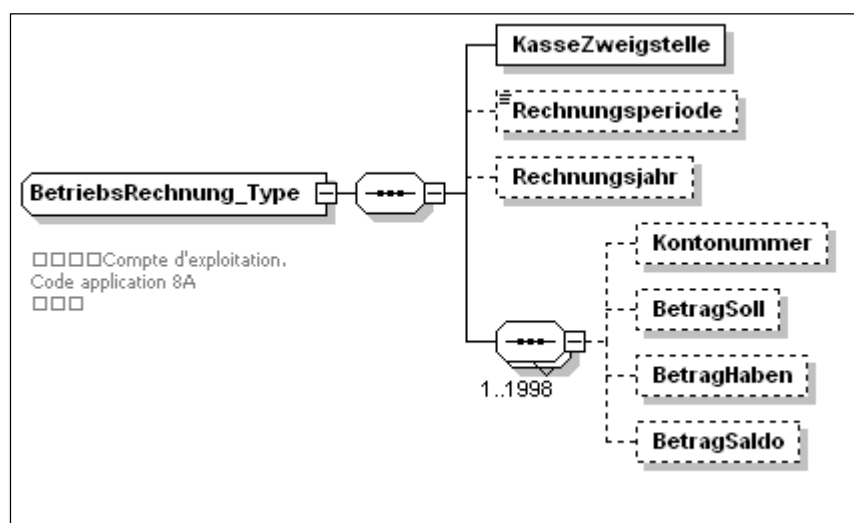 KasseZweigstelle
Rechnungsperiode
BetriebsRechnung_Type
Rechnungsjahr
□□□□Compte d'exploitation.
Code application 8A
□□□
Kontonummer
BetragSoll
BetragHaben
1..1998
BetragSaldo